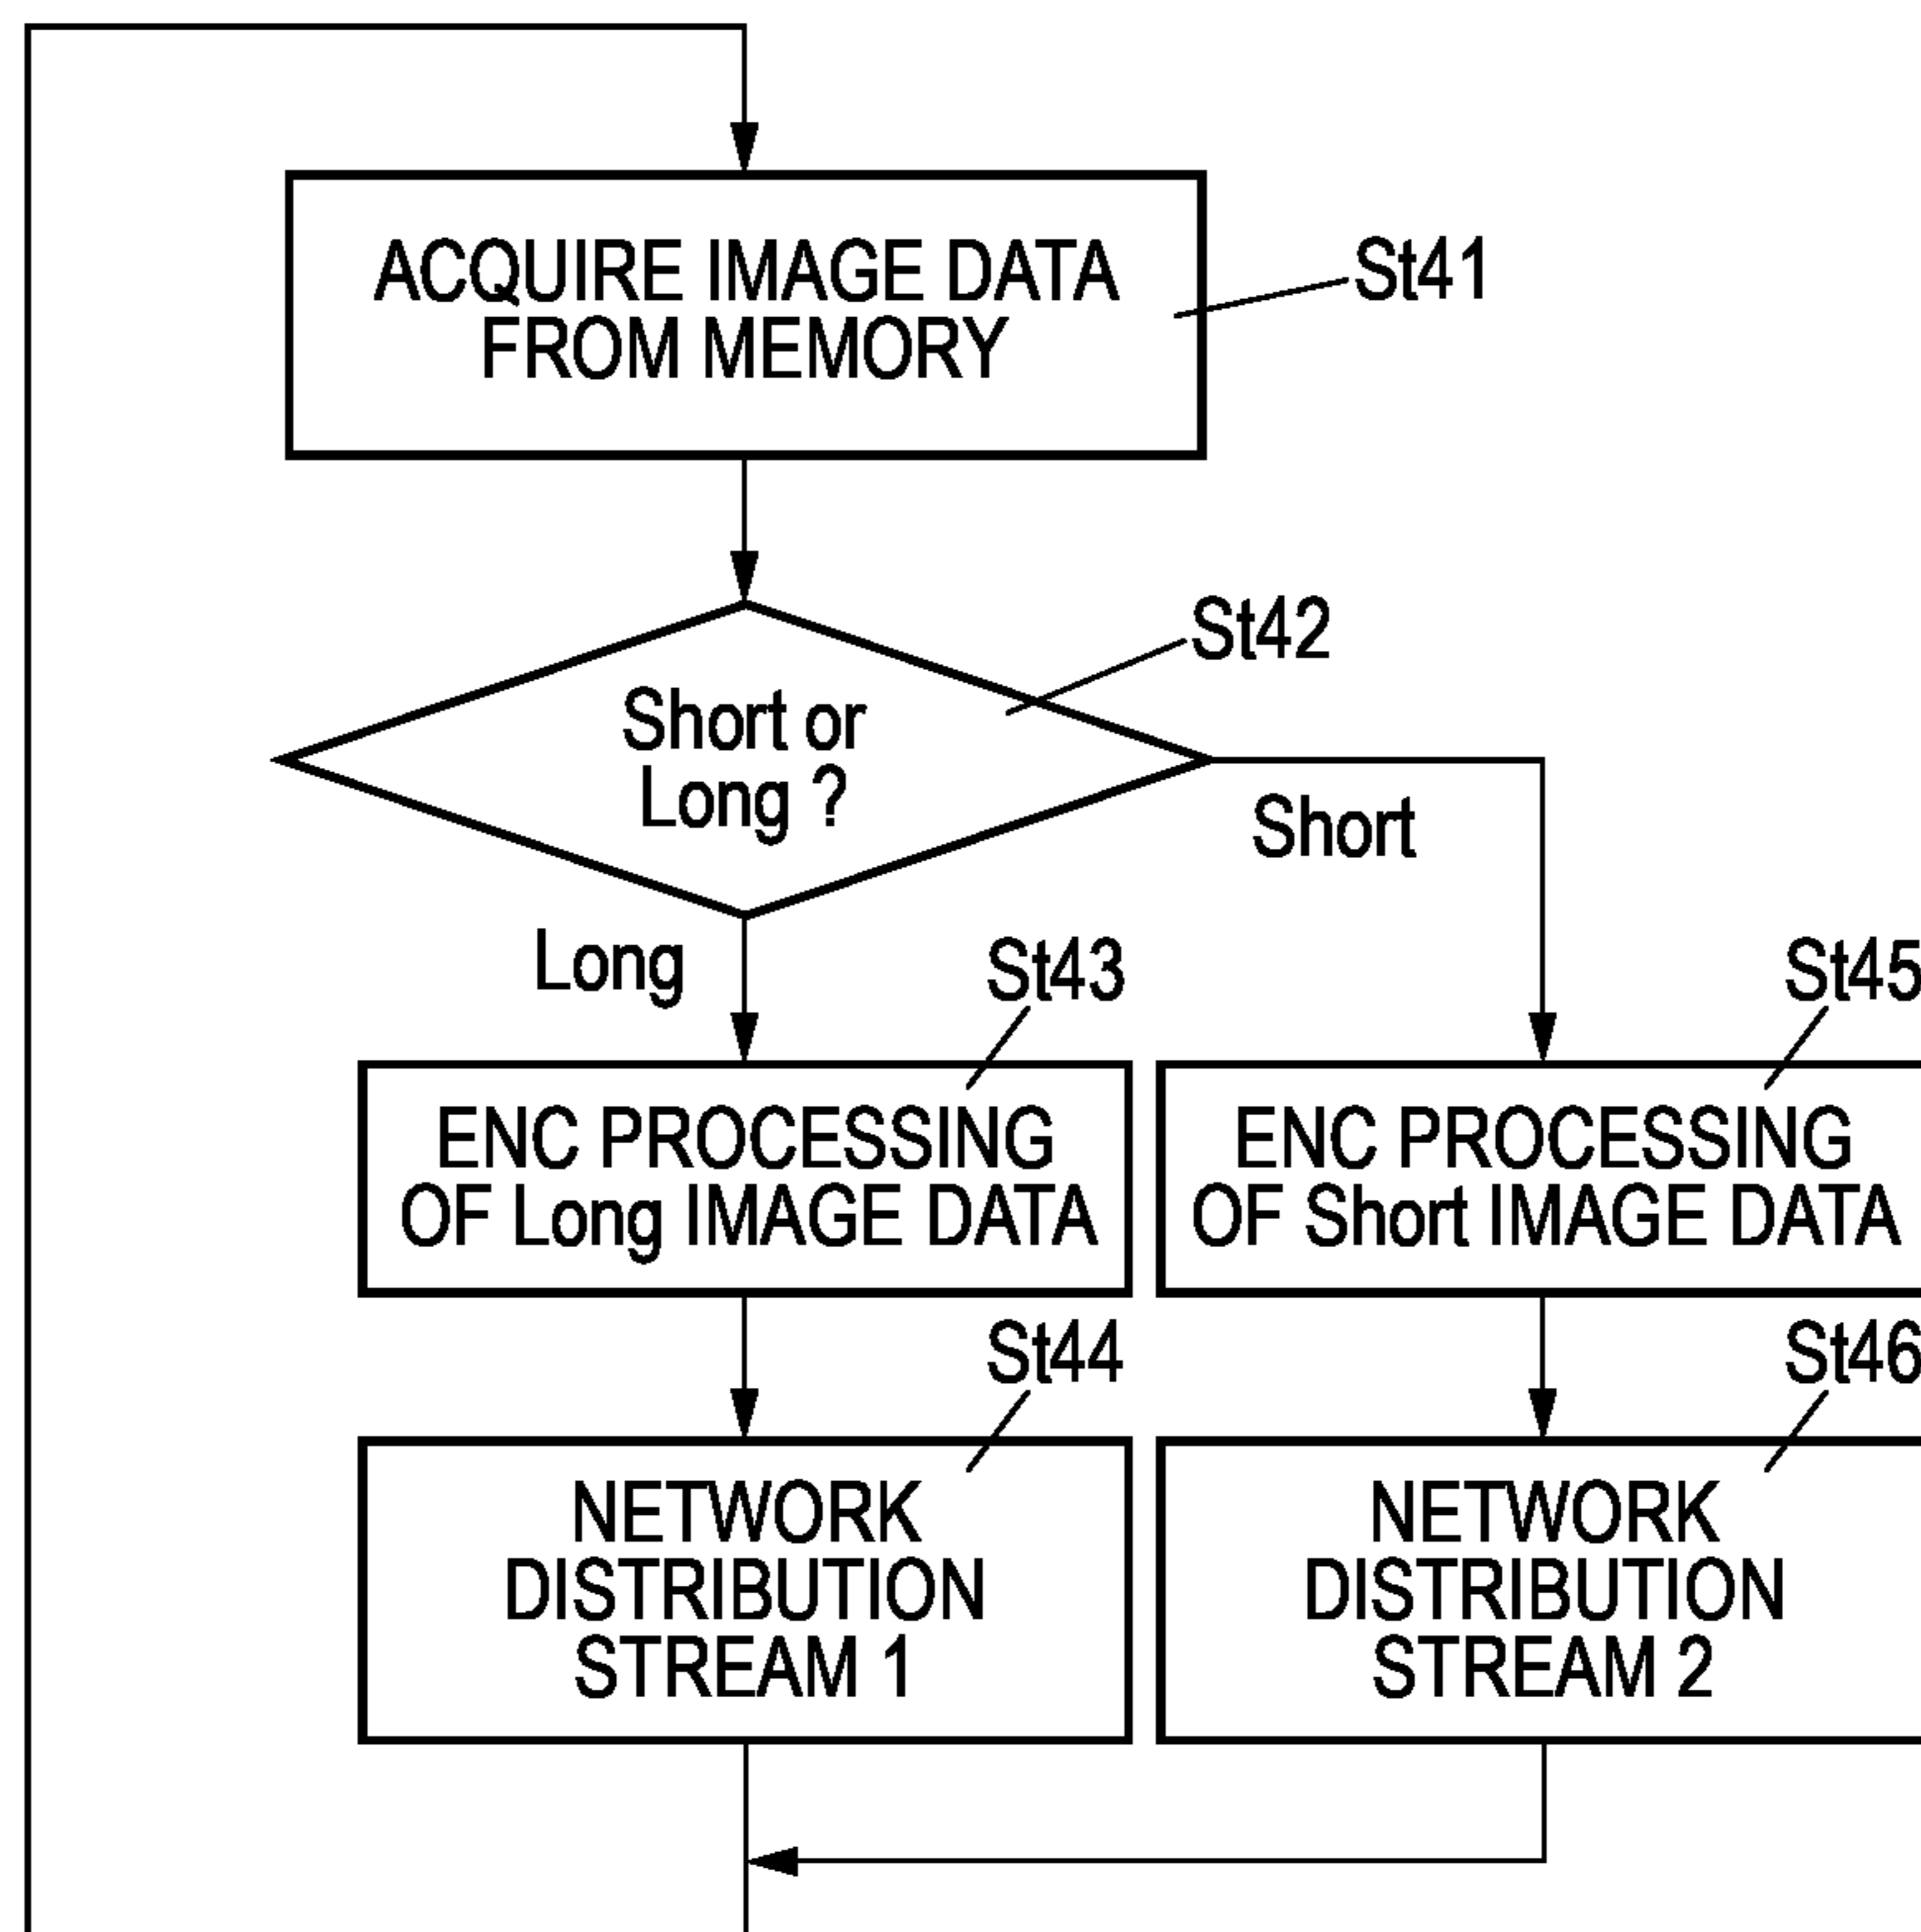 ACQUIRE IMAGE DATA
FROM MEMORY
St41
St42
Short or
Long ?
Short
Long
St43
St45
ENC PROCESSING
OF Long IMAGE DATA
ENC PROCESSING
OF Short IMAGE DATA
St44
St46
NETWORK
DISTRIBUTION
STREAM 1
NETWORK
DISTRIBUTION
STREAM 2